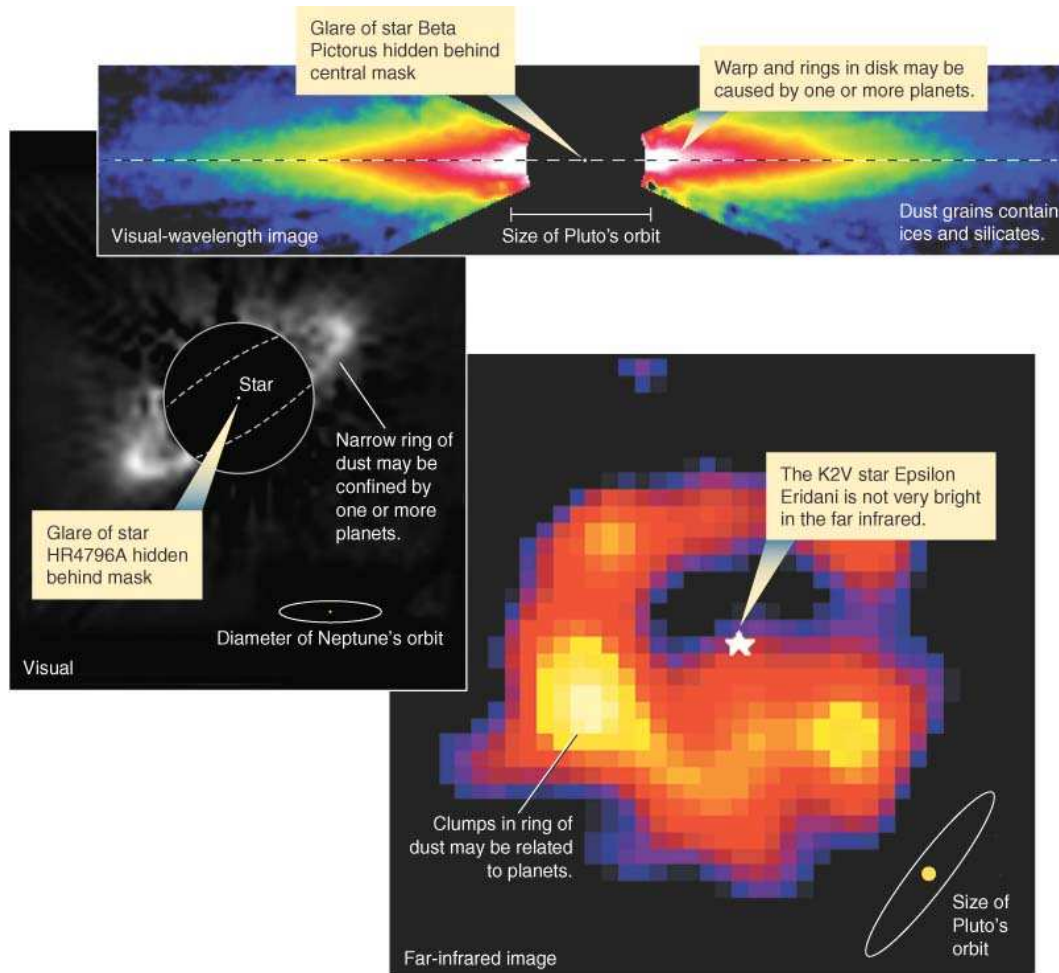 Glare of star Beta
Pictorus hidden behind
central mask
Warp and rings in disk may be
caused by one or more planets.
Visual-wavelength image
Size of Pluto's orbit
Dust grains contain
ices and silicates.
Star
Narrow ring of
dust may be
confined by
one or more
planets.
Glare of star
HR4796A hidden
behind mask
Diameter of Neptune's orbit
Visual
The K2V star Epsilon
Eridani is not very bright
in the far infrared.
Clumps in ring of
dust may be related
to planets.
Size of
Pluto's
orbit
Far-infrared image